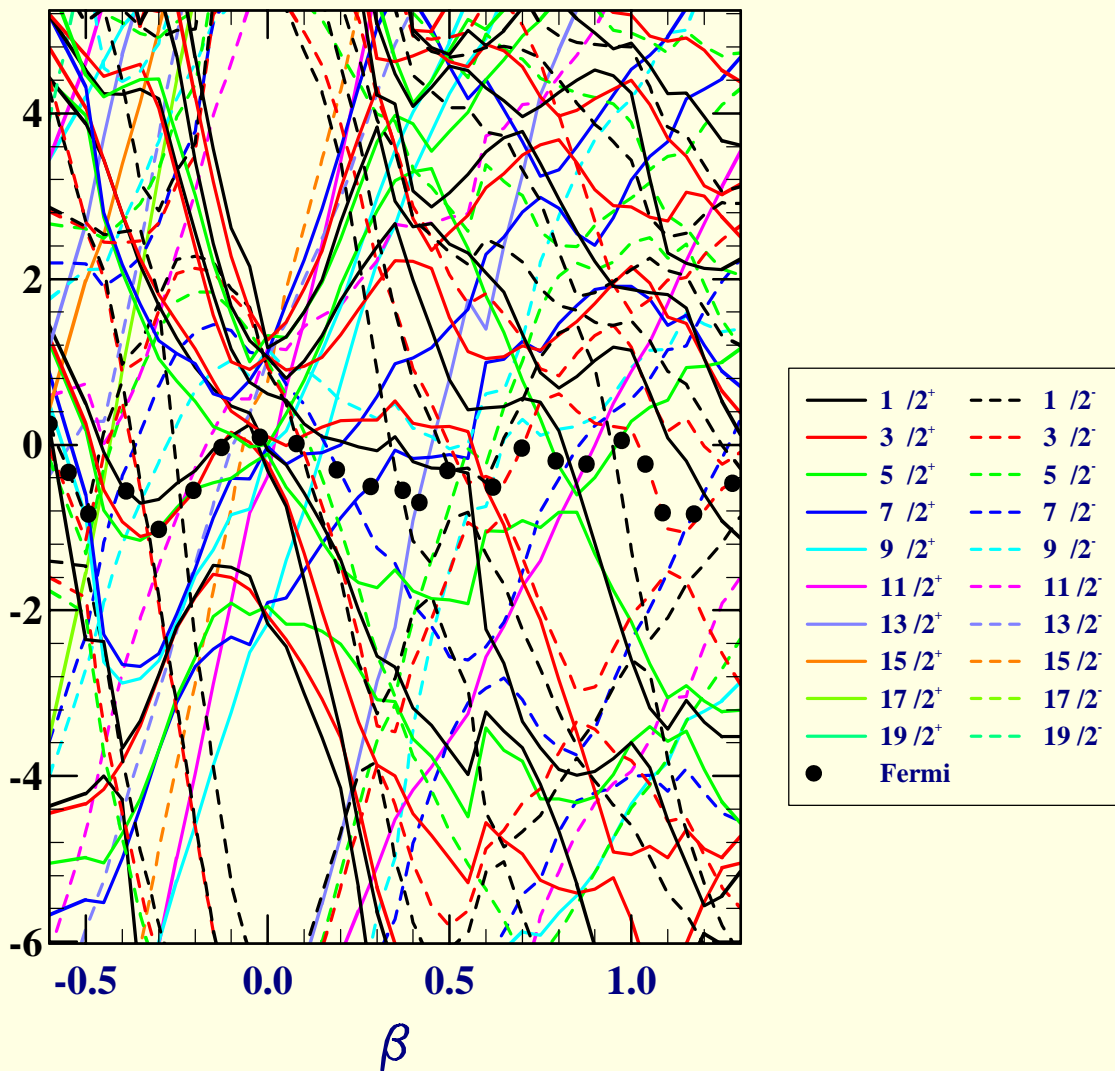 4
2
0
-2
-4
-6
-0.5 0.0 0.5 1.0
β
1 /2+ 1 /2-
3 /2+ 3 /2-
5 /2+ 5 /2-
7 /2+ 7 /2-
9 /2+ 9 /2-
11 /2+ 11 /2-
13 /2+ 13 /2-
15 /2+ 15 /2-
17 /2+ 17 /2-
19 /2+ 19 /2-
Fermi